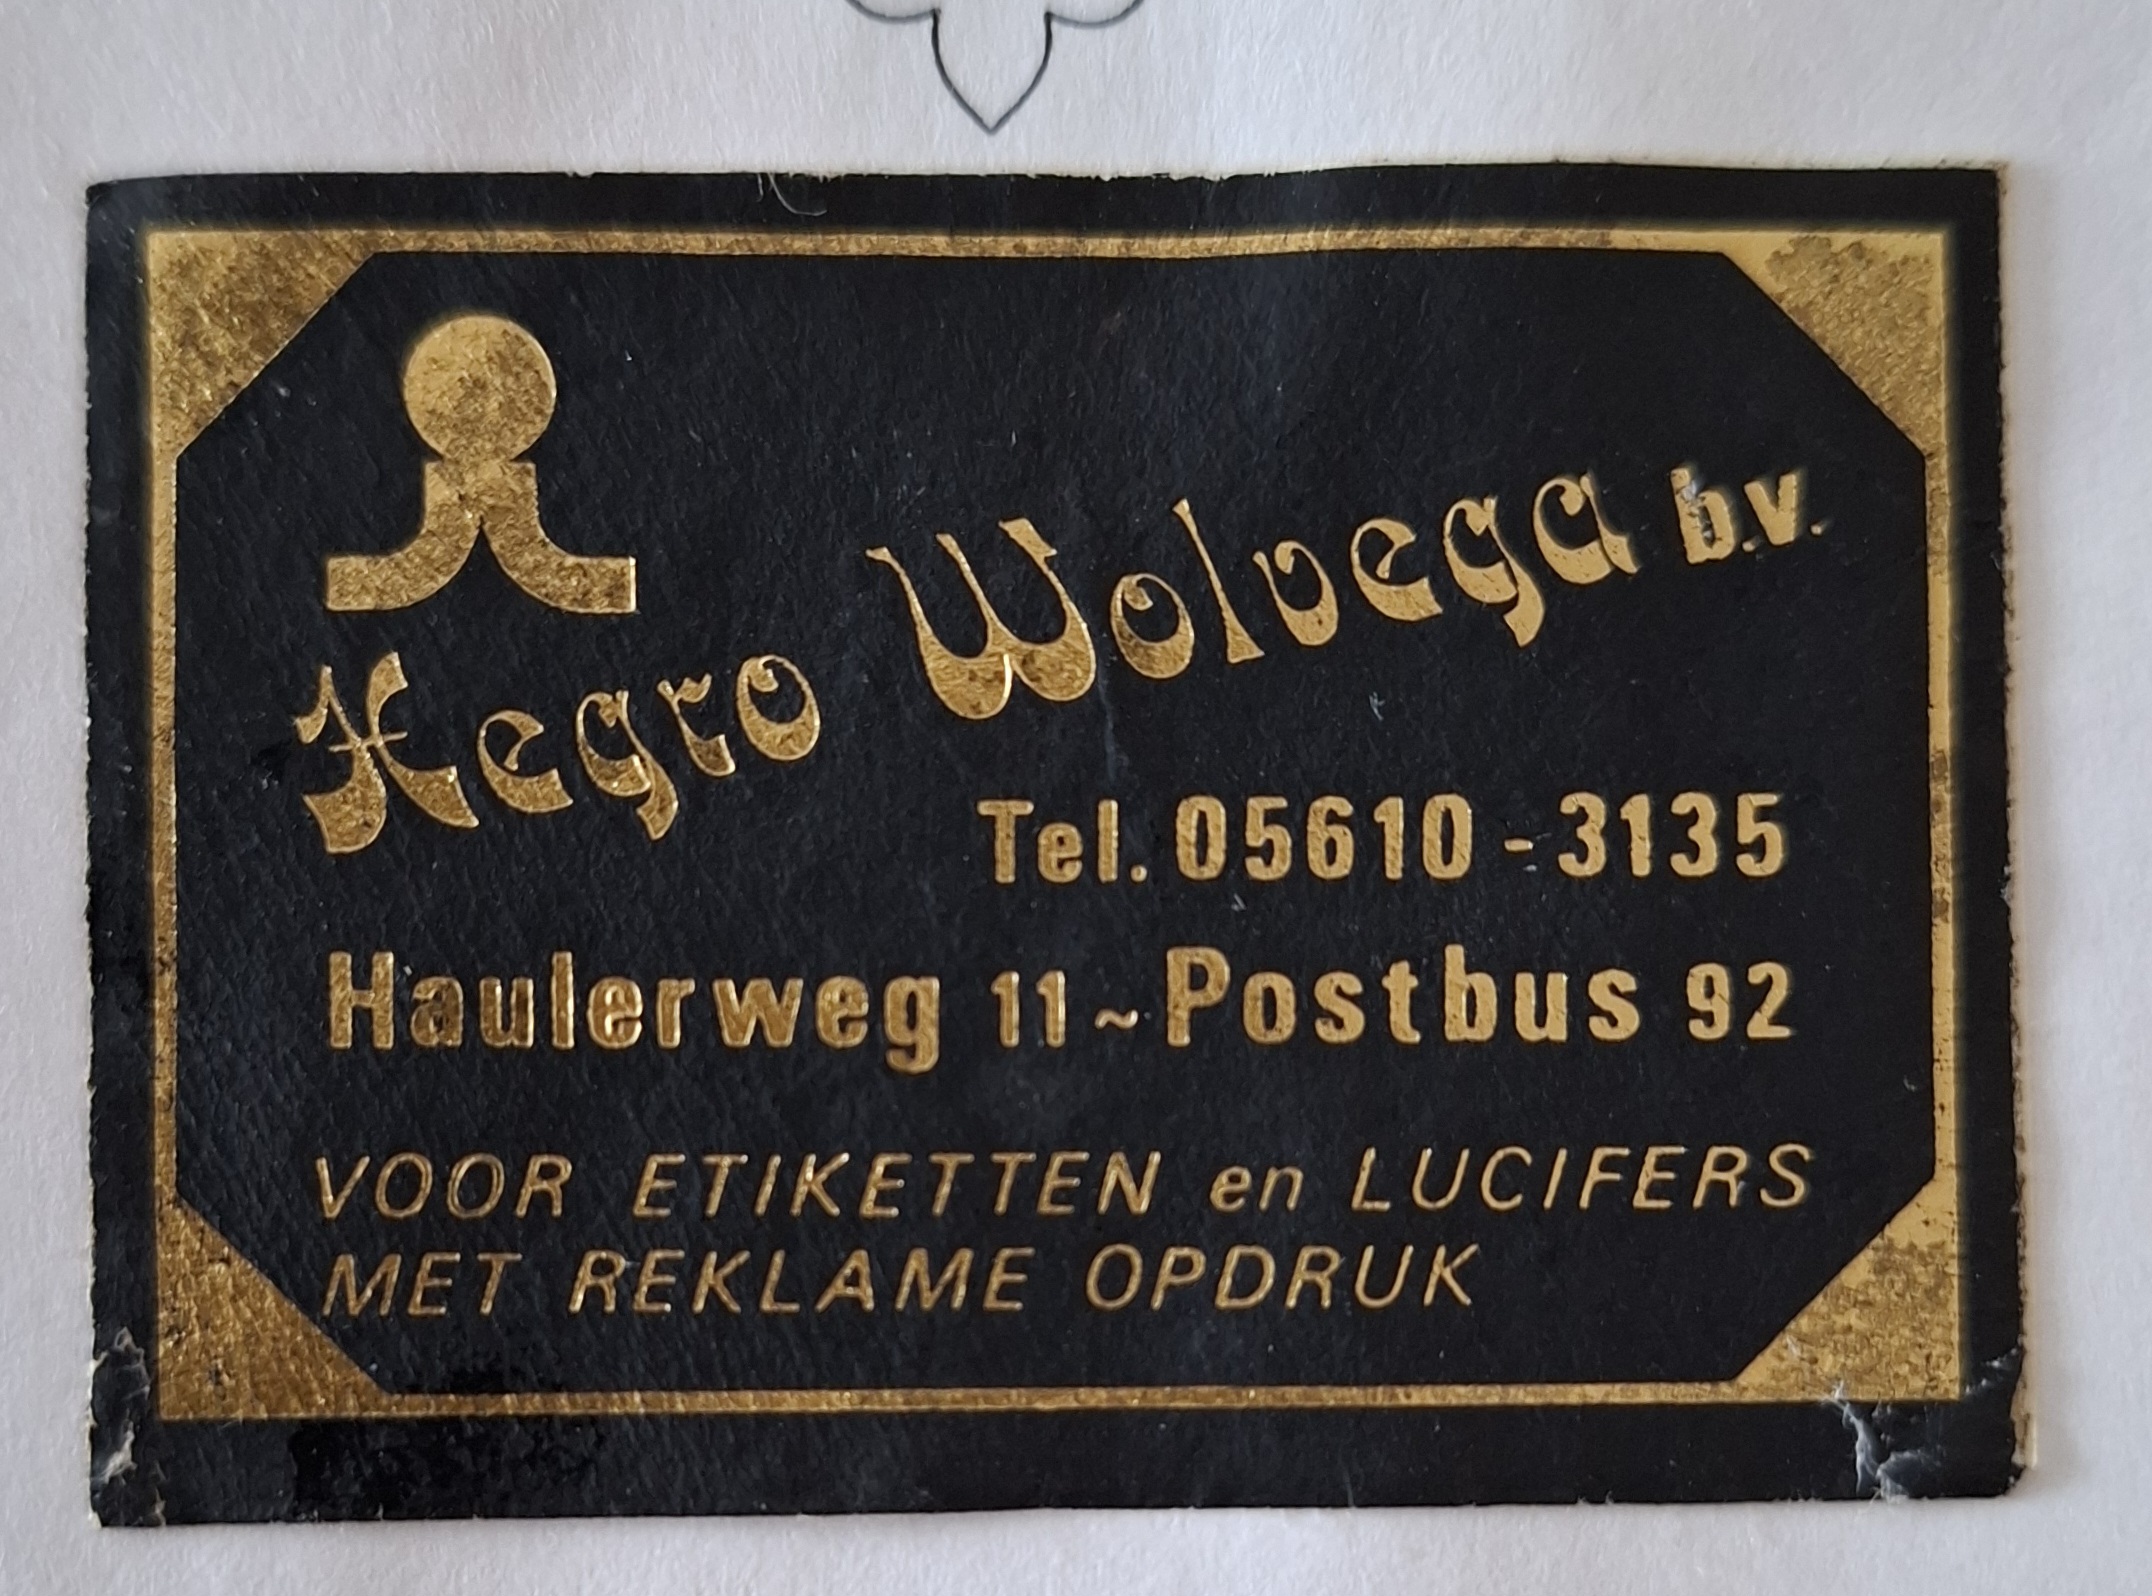 Hegro Wolvega b.v.
Tel. 05610 - 3135
Haulerweg 11 ~ Postbus 92
VOOR ETIKETTEN en LUCIFERS
MET REKLAME OPDRUK